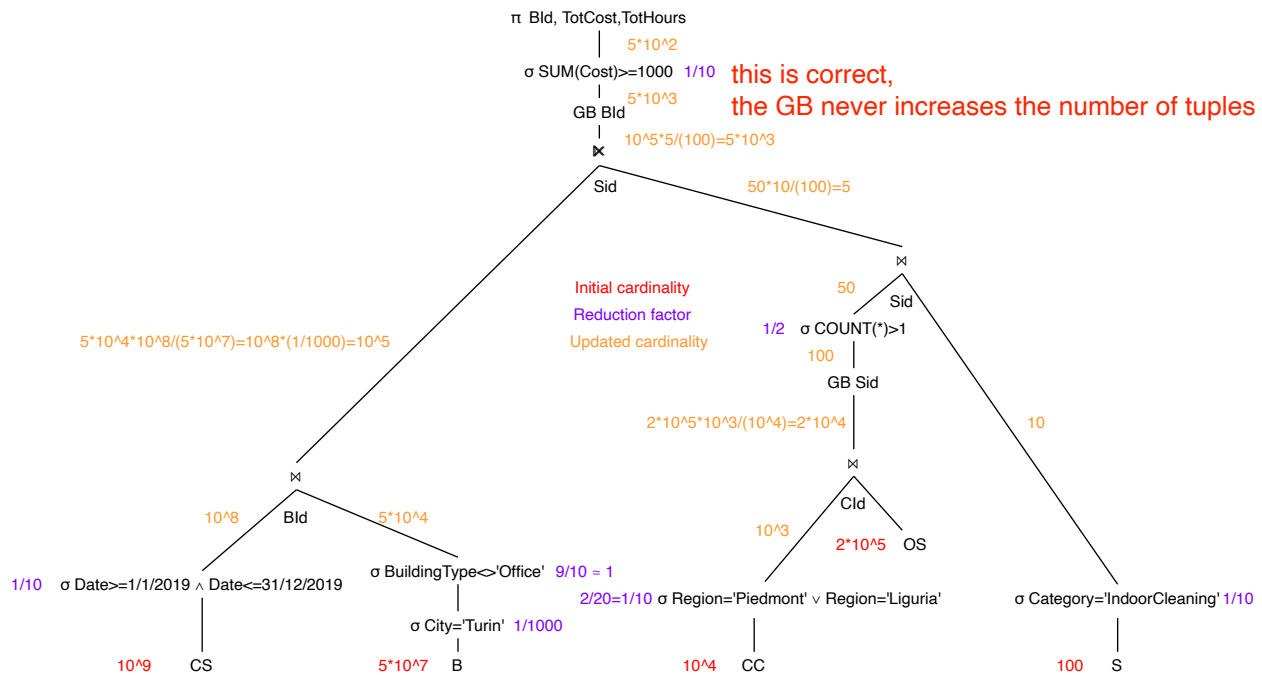 π BId, TotCost,TotHours
5*10^2
σ SUM(Cost)>=1000 1/10
this is correct,
the GB never increases the number of tuples
5*10^3
GB BId
10^5*5/(100)=5*10^3
⋈
Sid
50*10/(100)=5
⋈
Sid
Initial cardinality
Reduction factor
Updated cardinality
50
1/2 σ COUNT(*)>1
5*10^4*10^8/(5*10^7)=10^8*(1/1000)=10^5
100
GB Sid
2*10^5*10^3/(10^4)=2*10^4
10
⋈
BId
⋈
CId
10^8
5*10^4
10^3
2*10^5 OS
1/10 σ Date>=1/1/2019 ∧ Date<=31/12/2019
σ BuildingType<>'Office' 9/10 ≃ 1
2/20=1/10 σ Region='Piedmont' ∨ Region='Liguria'
σ Category='IndoorCleaning' 1/10
σ City='Turin' 1/1000
10^9 CS
5*10^7 B
10^4 CC
100 S